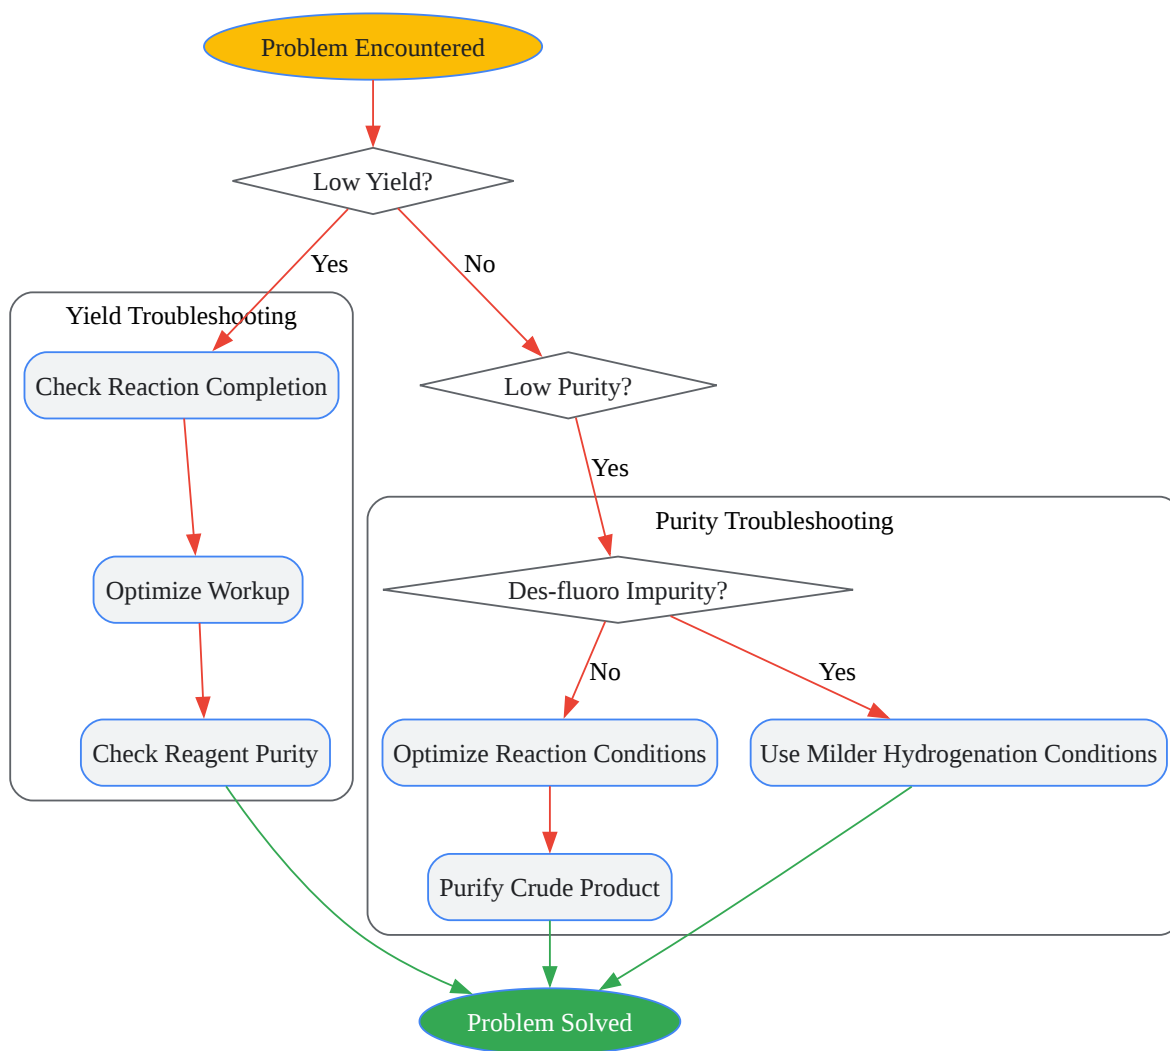 Problem Encountered
Low Yield?
Yes
No
Yield Troubleshooting
Check Reaction Completion
Low Purity?
Yes
Purity Troubleshooting
Optimize Workup
Des-fluoro Impurity?
No
Yes
Check Reagent Purity
Optimize Reaction Conditions
Use Milder Hydrogenation Conditions
Purify Crude Product
Problem Solved